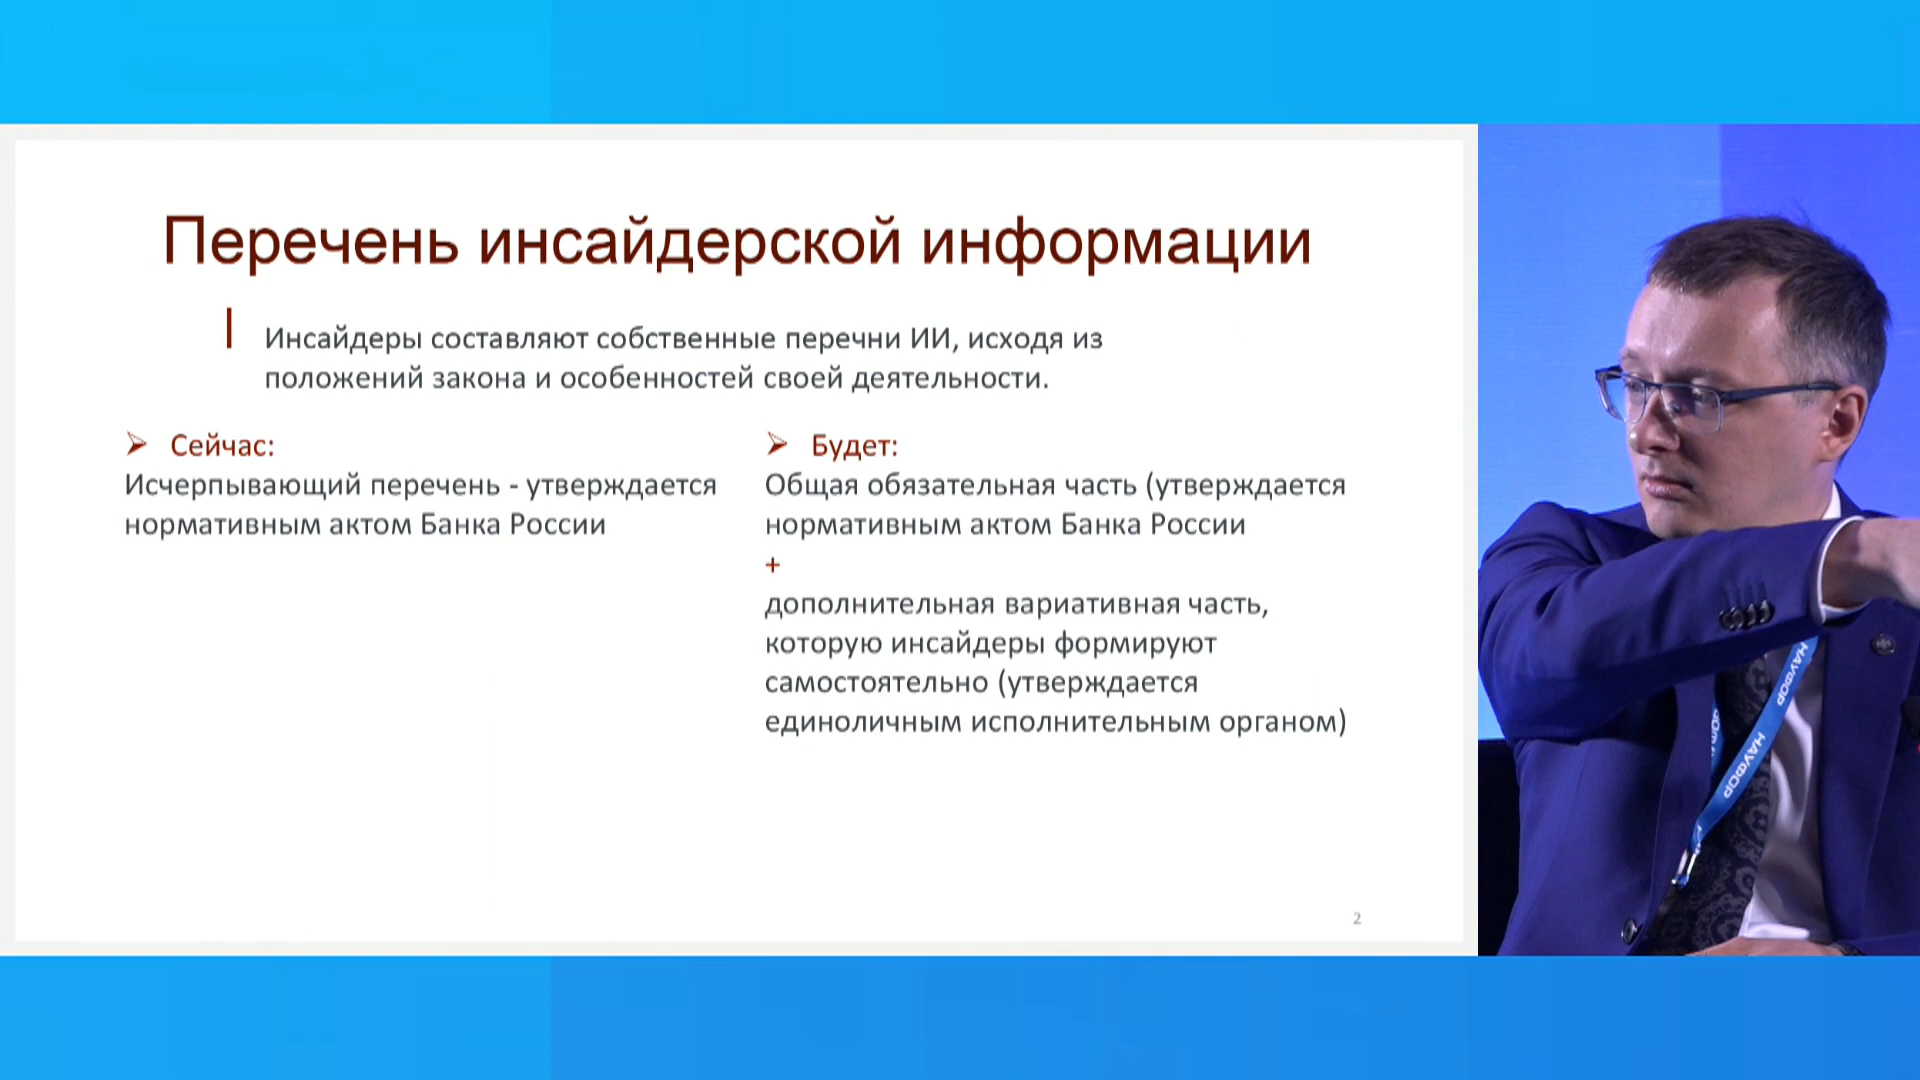 Перечень инсайдерской информации
Инсайдеры составляют собственные перечни ИИ, исходя из
положений закона и особенностей своей деятельности.
Сейчас:
Исчерпывающий перечень - утверждается
нормативным актом Банка России
Будет:
Общая обязательная часть (утверждается
нормативным актом Банка России
+
дополнительная вариативная часть,
которую инсайдеры формируют
самостоятельно (утверждается
единоличным исполнительным органом)
2
НАУФОР
НАУФОР